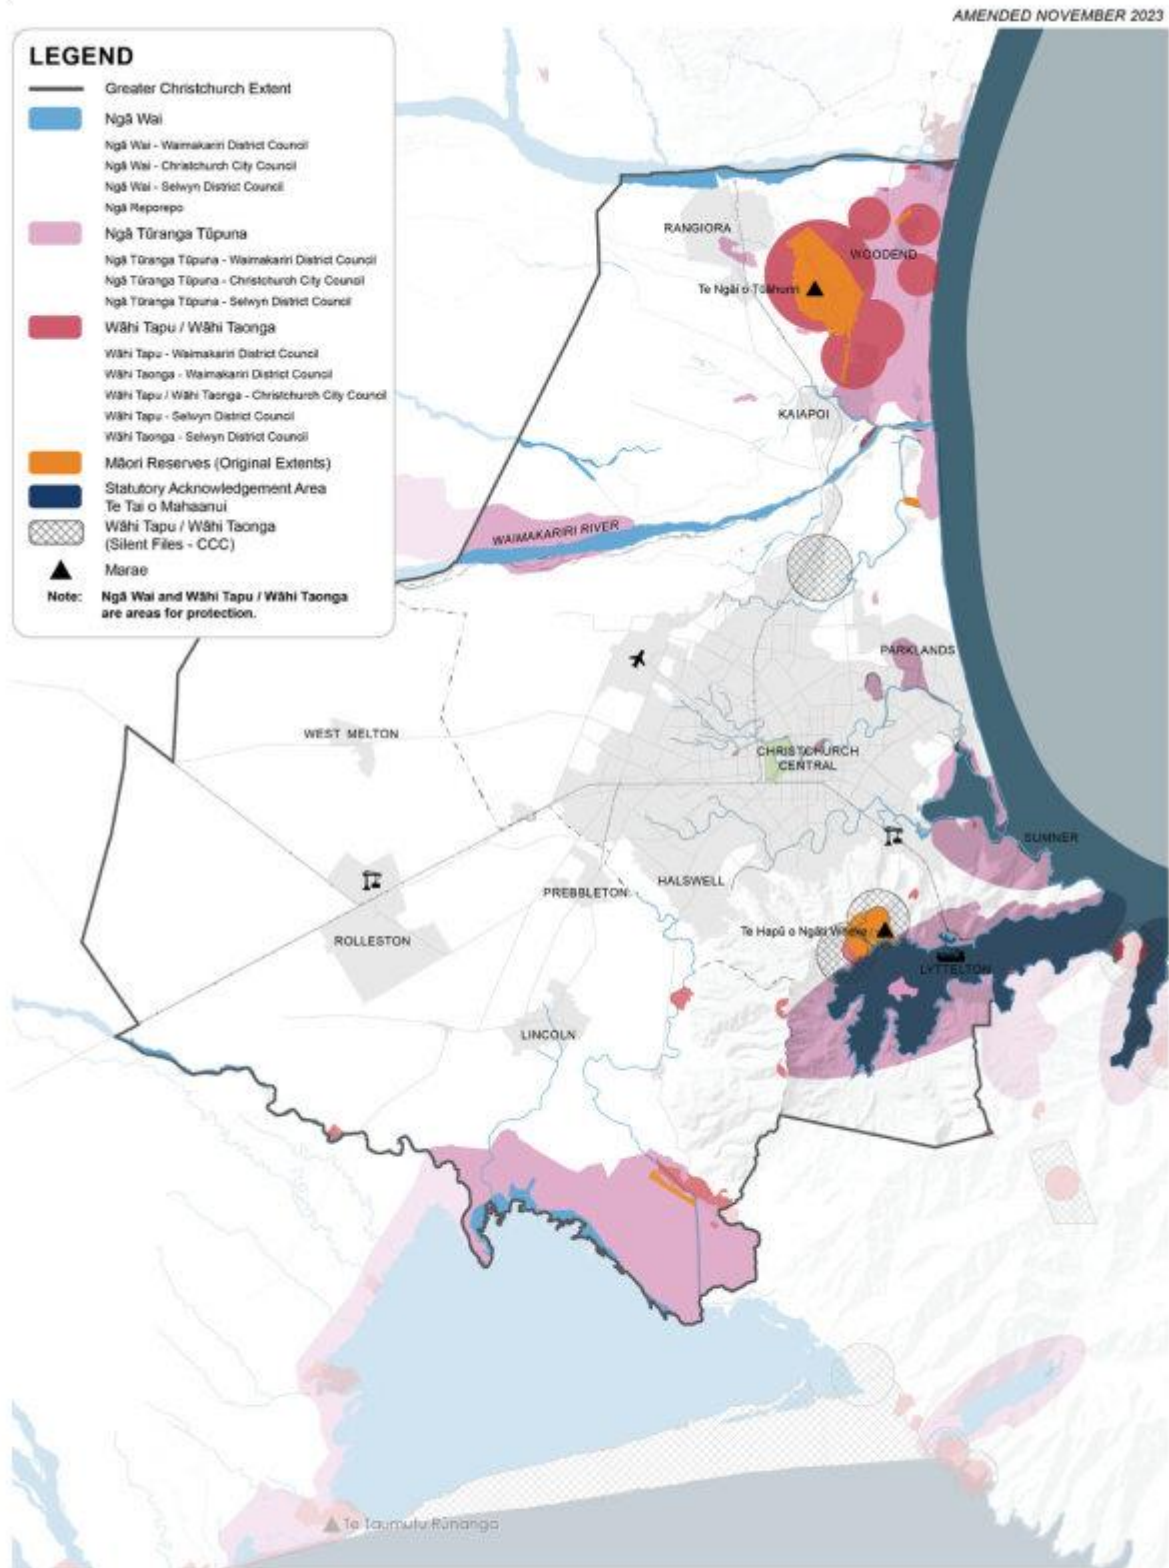 AMENDED NOVEMBER 2023
LEGEND
Greater Christchurch Extent
Ngā Wai
Ngā Wai - Waimakariri District Council
Ngā Wai - Christchurch City Council
Ngā Wai - Selwyn District Council
Ngā Reporepo
Ngā Tūranga Tūpuna
Ngā Tūranga Tūpuna - Waimakariri District Council
Ngā Tūranga Tūpuna - Christchurch City Council
Ngā Tūranga Tūpuna - Selwyn District Council
Wāhi Tapu / Wāhi Taonga
Wāhi Tapu - Waimakariri District Council
Wāhi Taonga - Waimakariri District Council
Wāhi Tapu / Wāhi Taonga - Christchurch City Council
Wāhi Tapu - Selwyn District Council
Wāhi Taonga - Selwyn District Council
Māori Reserves (Original Extents)
Statutory Acknowledgement Area
Te Tai o Mahaanui
Wāhi Tapu / Wāhi Taonga
(Silent Files - CCC)
Marae
Note: Ngā Wai and Wāhi Tapu / Wāhi Taonga
are areas for protection.
RANGIORA
WOODEND
Te Ngāi o Tūāhuriri
KAIAPOI
WAIMAKARIRI RIVER
PARKLANDS
WEST MELTON
CHRISTCHURCH
CENTRAL
SUMNER
HALSWELL
PREBBLETON
ROLLESTON
Te Hapū o Ngāti Wheke
LYTTELTON
LINCOLN
Te Taumutu Rūnanga